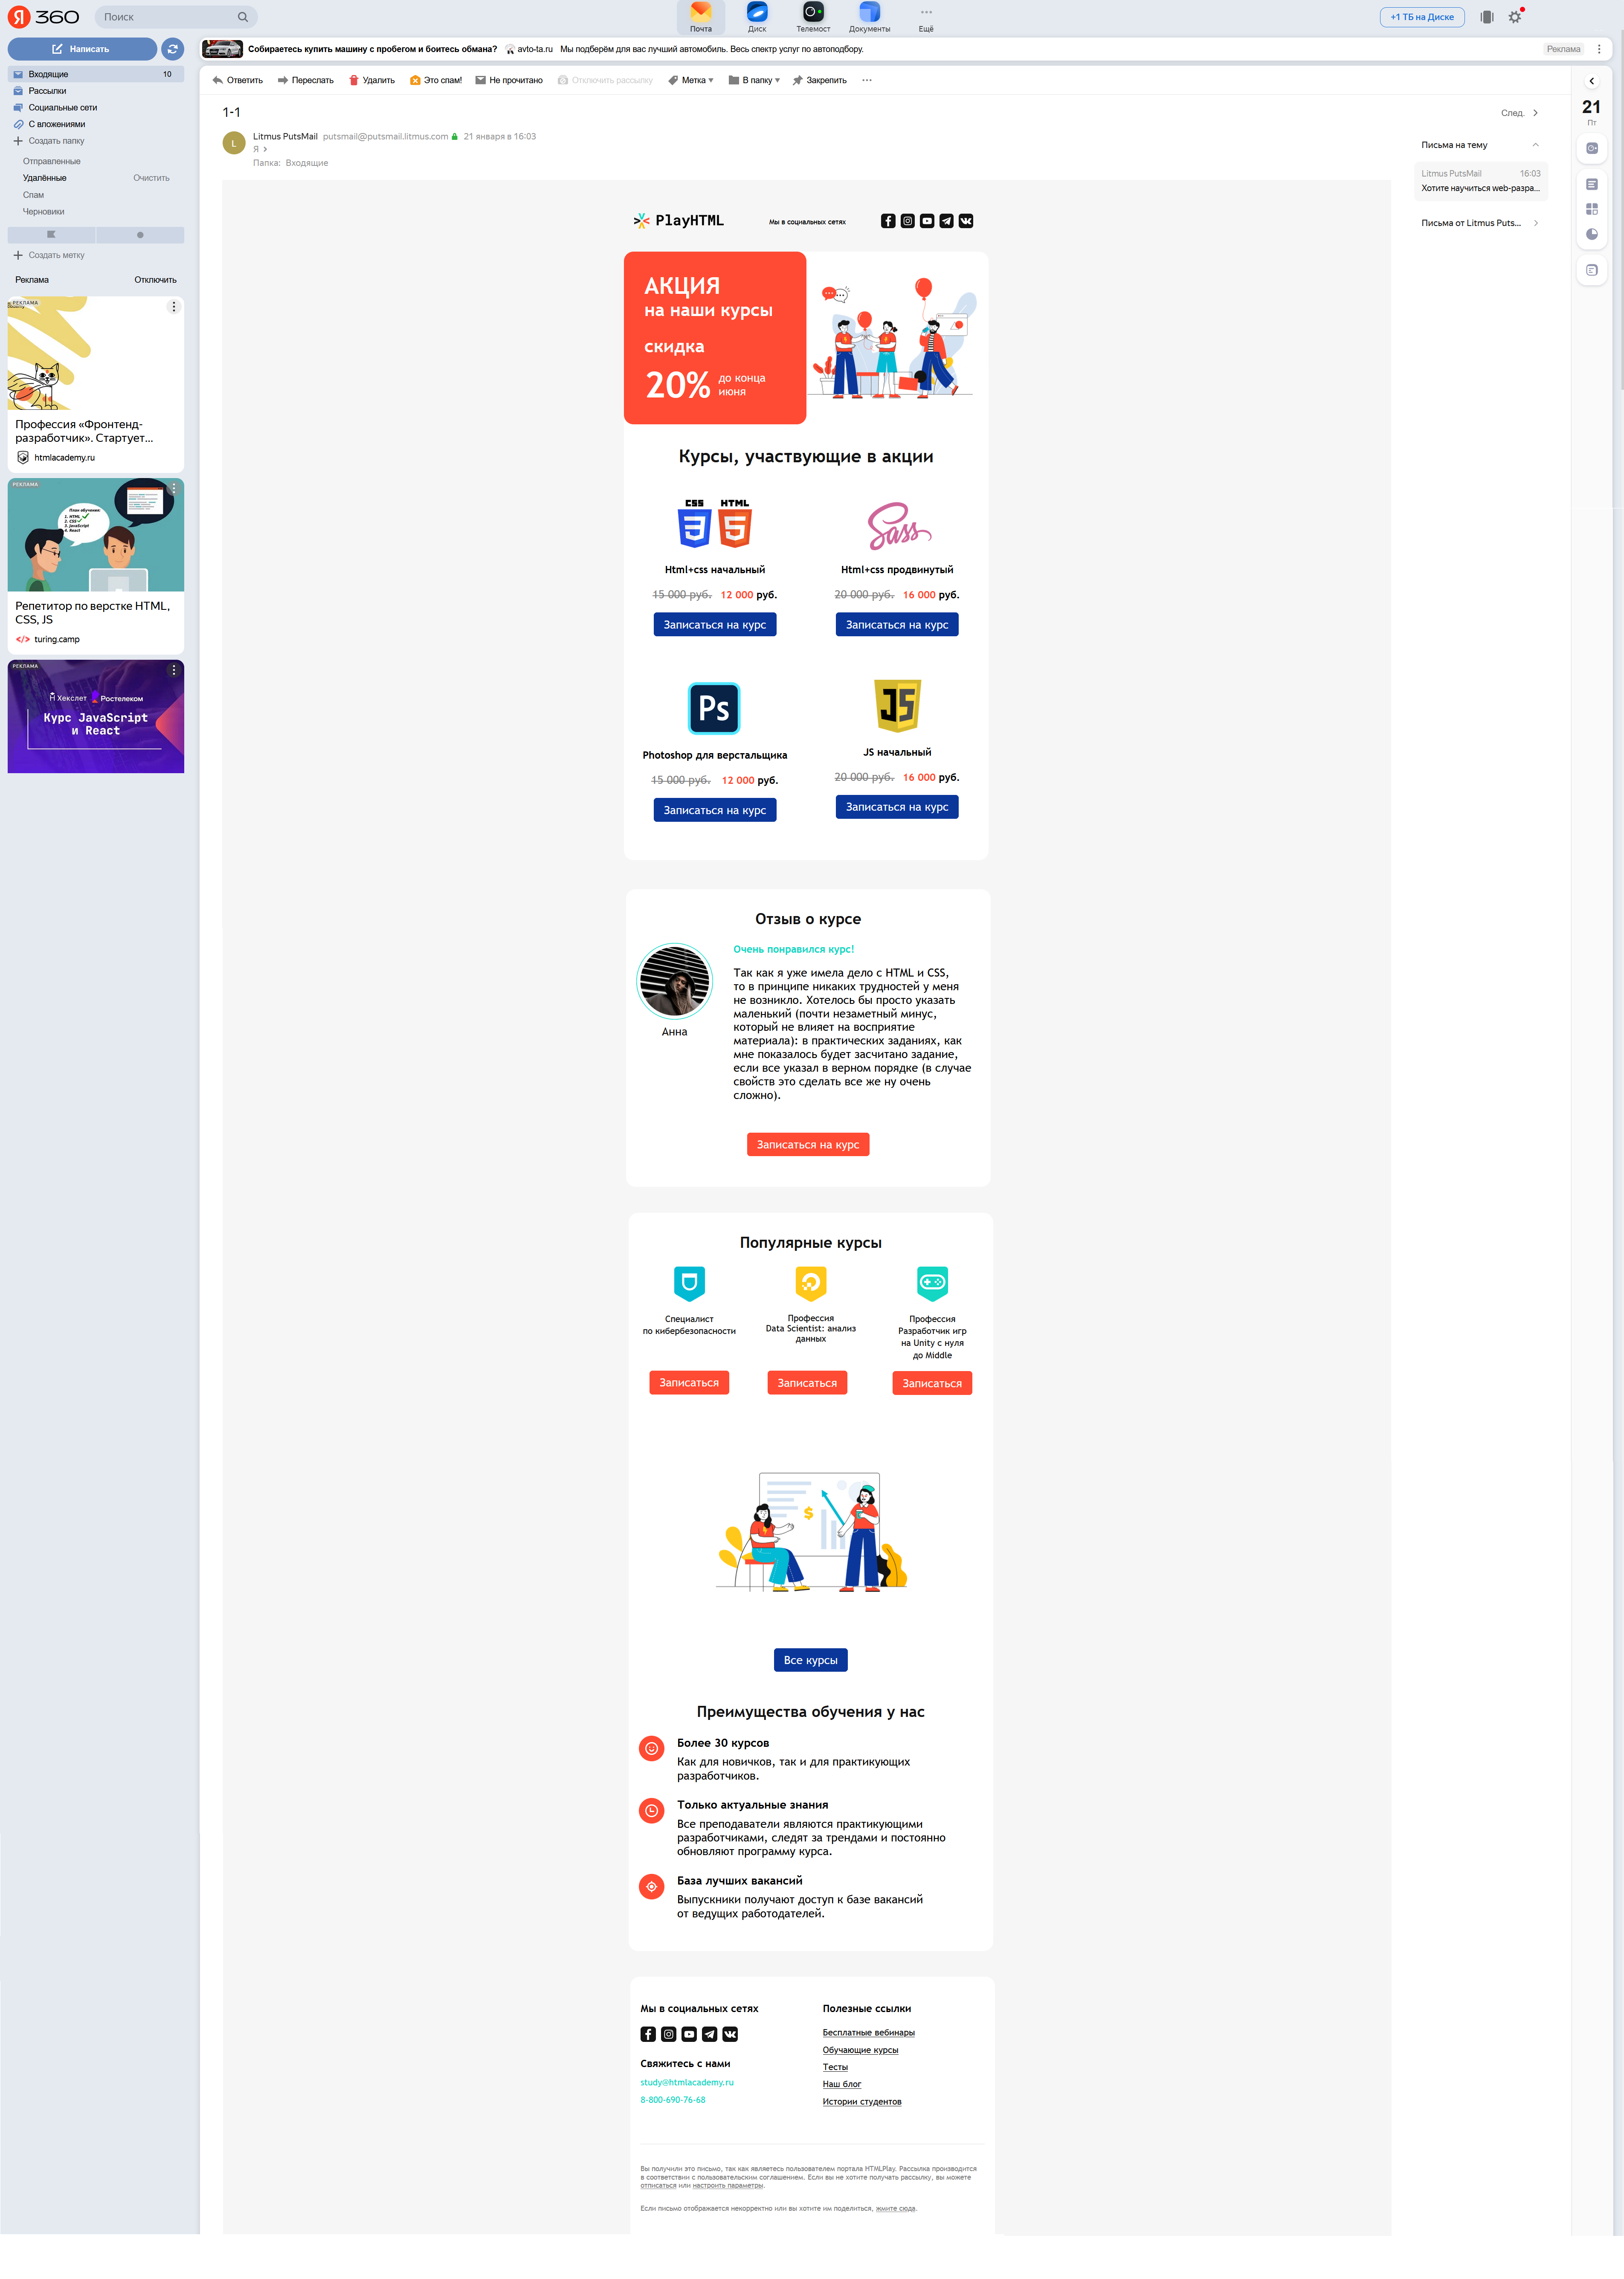 Я 360
Поиск
Почта
Диск
Телемост
Документы
Ещё
+1 ТБ на Диске
Написать
Входящие 10
Рассылки
Социальные сети
С вложениями
Создать папку
Отправленные
Удалённые Очистить
Спам
Черновики
Создать метку
Реклама Отключить
РЕКЛАМА
Профессия «Фронтенд-
разработчик». Стартует...
htmlacademy.ru
РЕКЛАМА
План обучения
1. HTML
2. CSS
3. JavaScript
4. React
Репетитор по верстке HTML,
CSS, JS
</> turing.camp
РЕКЛАМА
Хекслет Ростелеком
Курс JavaScript
и React
Собираетесь купить машину с пробегом и боитесь обмана? avto-ta.ru Мы подберём для вас лучший автомобиль. Весь спектр услуг по автоподбору. Реклама
Ответить Переслать Удалить Это спам! Не прочитано Отключить рассылку Метка В папку Закрепить
1-1
След.
L
Litmus PutsMail putsmail@putsmail.litmus.com 21 января в 16:03
Я
Папка: Входящие
Письма на тему
Litmus PutsMail 16:03
Хотите научиться web-разра...
Письма от Litmus Puts...
21
Пт
PlayHTML
Мы в социальных сетях
АКЦИЯ
на наши курсы
скидка
20% до конца
июня
Курсы, участвующие в акции
CSS HTML
3 5
Sass
Html+css начальный
Html+css продвинутый
15 000 руб. 12 000 руб.
20 000 руб. 16 000 руб.
Записаться на курс
Записаться на курс
Ps
JS
Photoshop для верстальщика
JS начальный
15 000 руб. 12 000 руб.
20 000 руб. 16 000 руб.
Записаться на курс
Записаться на курс
Отзыв о курсе
Анна
Очень понравился курс!
Так как я уже имела дело с HTML и CSS,
то в принципе никаких трудностей у меня
не возникло. Хотелось бы просто указать
маленький (почти незаметный минус,
который не влияет на восприятие
материала): в практических заданиях, как
мне показалось будет засчитано задание,
если все указал в верном порядке (в случае
свойств это сделать все же ну очень
сложно).
Записаться на курс
Популярные курсы
Специалист
по кибербезопасности
Профессия
Data Scientist: анализ
данных
Профессия
Разработчик игр
на Unity с нуля
до Middle
Записаться
Записаться
Записаться
$
Все курсы
Преимущества обучения у нас
Более 30 курсов
Как для новичков, так и для практикующих
разработчиков.
Только актуальные знания
Все преподаватели являются практикующими
разработчиками, следят за трендами и постоянно
обновляют программу курса.
База лучших вакансий
Выпускники получают доступ к базе вакансий
от ведущих работодателей.
Мы в социальных сетях
Свяжитесь с нами
study@htmlacademy.ru
8-800-690-76-68
Полезные ссылки
Бесплатные вебинары
Обучающие курсы
Тесты
Наш блог
Истории студентов
Вы получили это письмо, так как являетесь пользователем портала HTMLPlay. Рассылка производится
в соответствии с пользовательским соглашением. Если вы не хотите получать рассылку, вы можете
отписаться или настроить параметры.
Если письмо отображается некорректно или вы хотите им поделиться, жмите сюда.